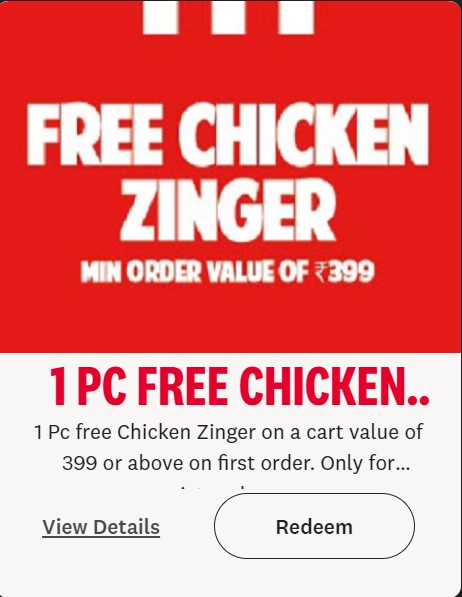 FREE CHICKEN
ZINGER
MIN ORDER VALUE OF ₹399
1 PC FREE CHICKEN..
1 Pc free Chicken Zinger on a cart value of
399 or above on first order. Only for...
View Details
Redeem